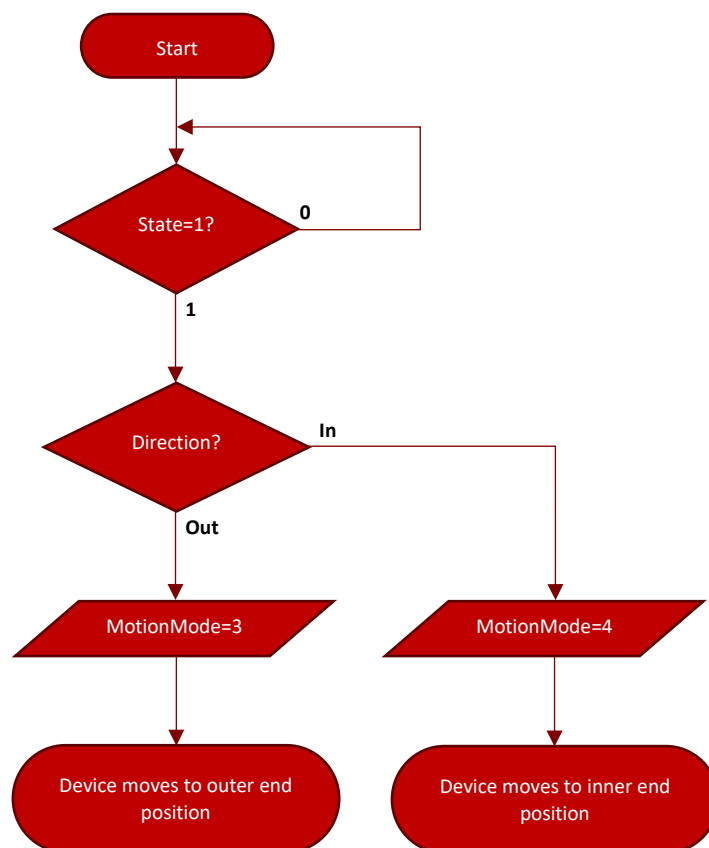 Start
State=1?
0
1
Direction?
In
Out
MotionMode=3
MotionMode=4
Device moves to outer end
position
Device moves to inner end
position